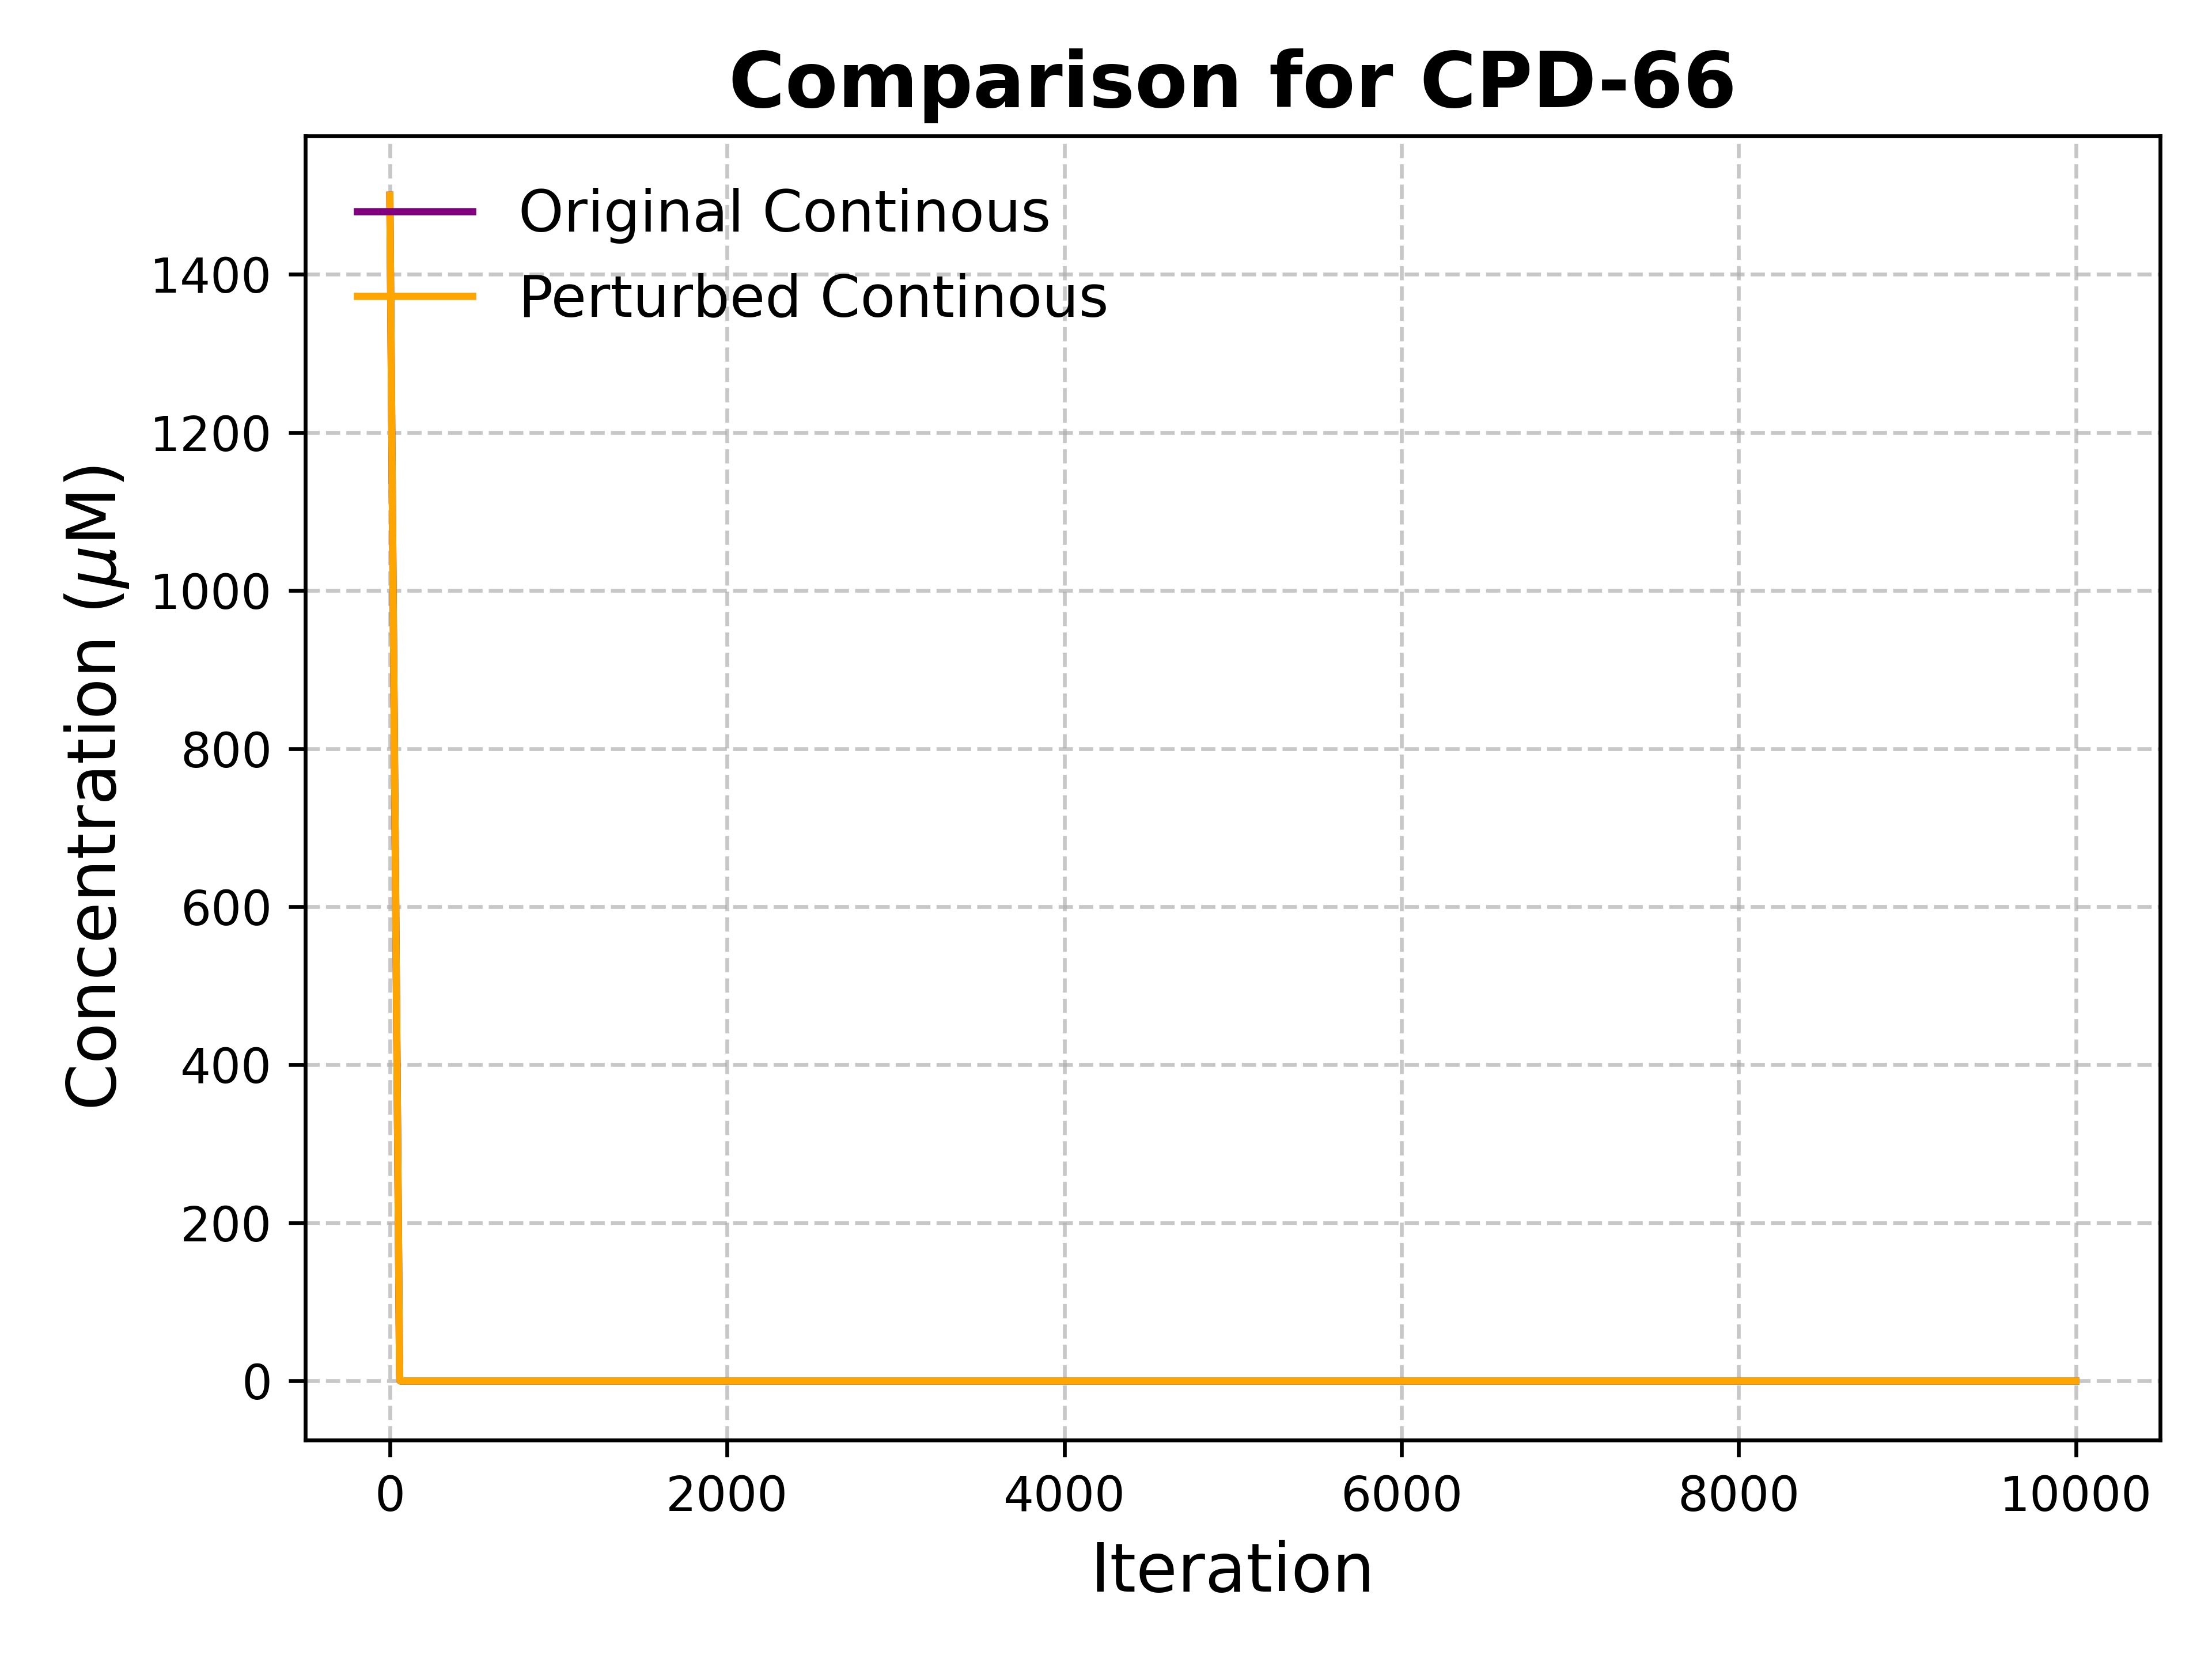 Comparison for CPD-66
Original Continous
Perturbed Continous
Concentration (μM)
1400
1200
1000
800
600
400
200
0
0 2000 4000 6000 8000 10000
Iteration